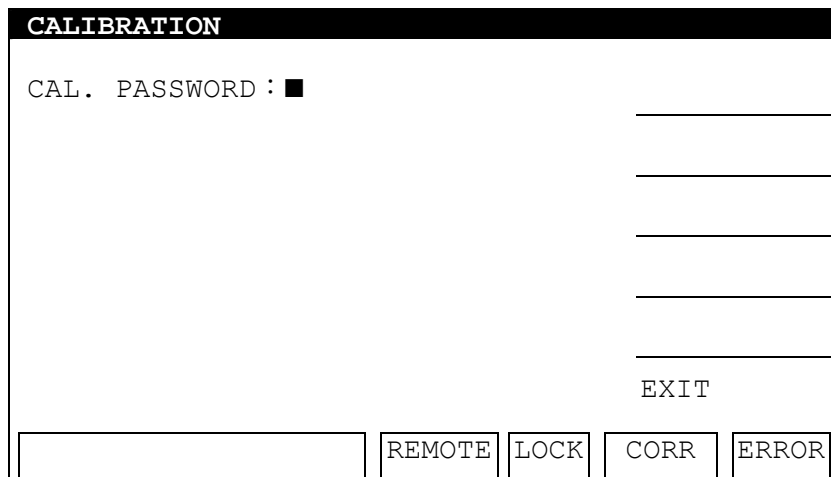 CALIBRATION
CAL. PASSWORD：■
EXIT
REMOTE LOCK CORR ERROR